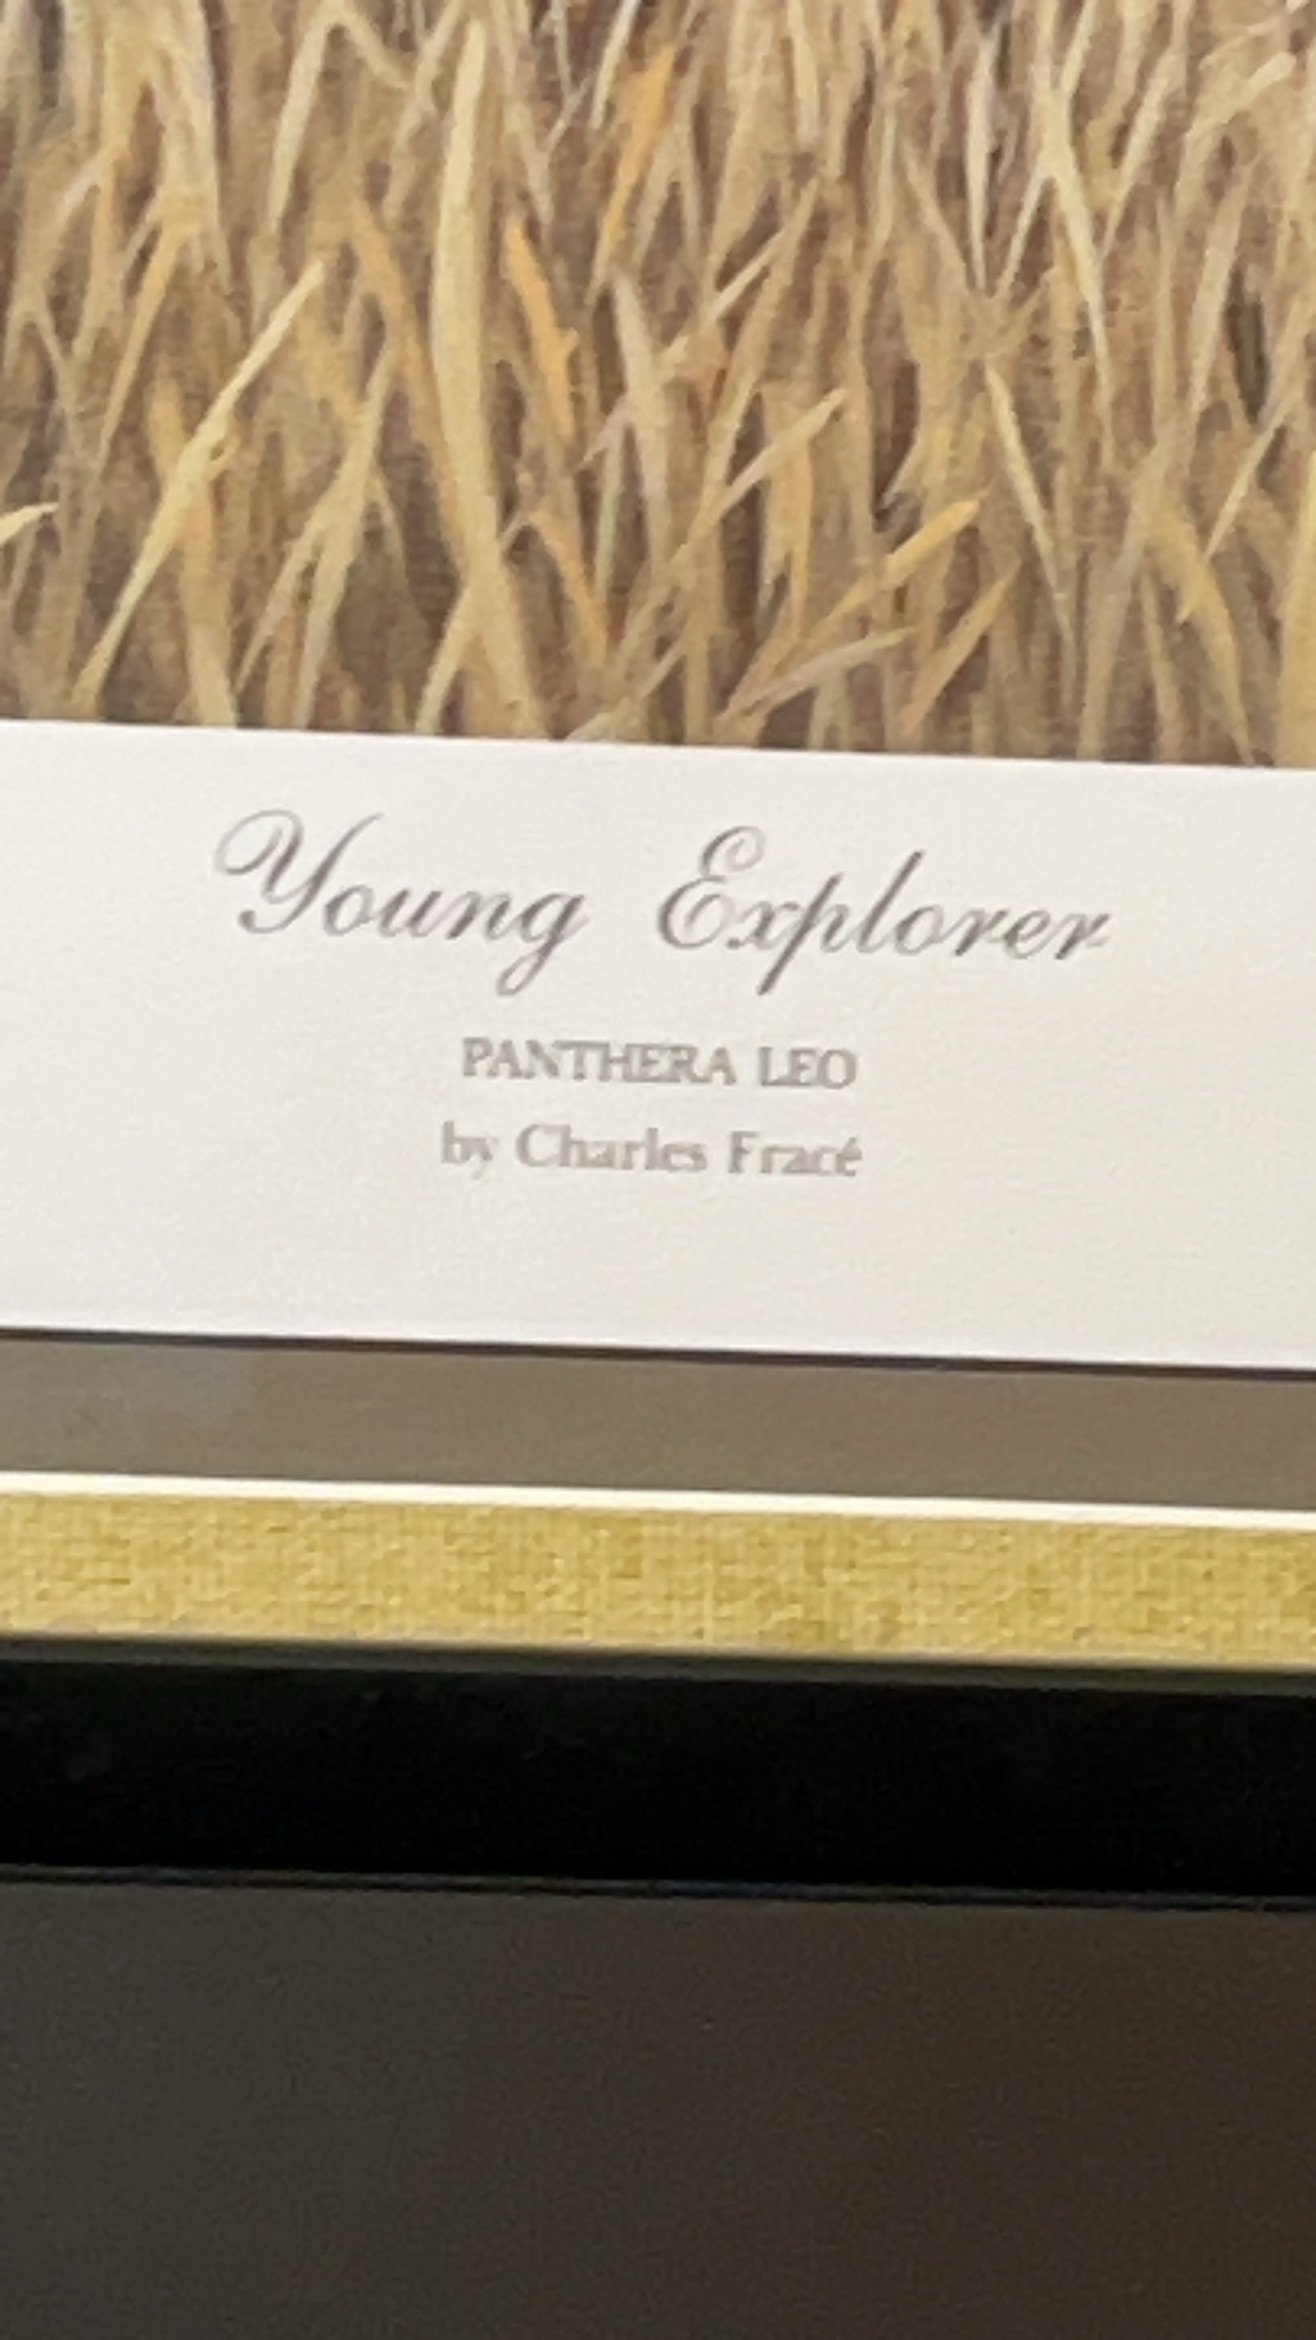 Young Explorer
PANTHERA LEO
by Charles Fracé